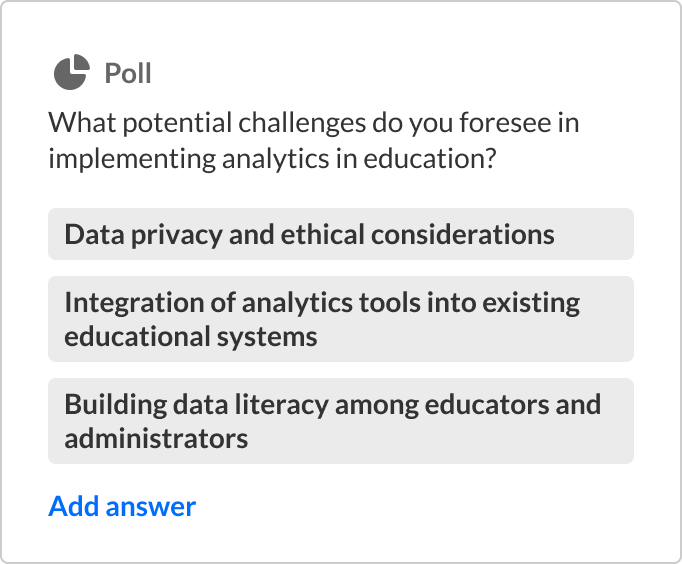 Poll
What potential challenges do you foresee in
implementing analytics in education?
Data privacy and ethical considerations
Integration of analytics tools into existing
educational systems
Building data literacy among educators and
administrators
Add answer